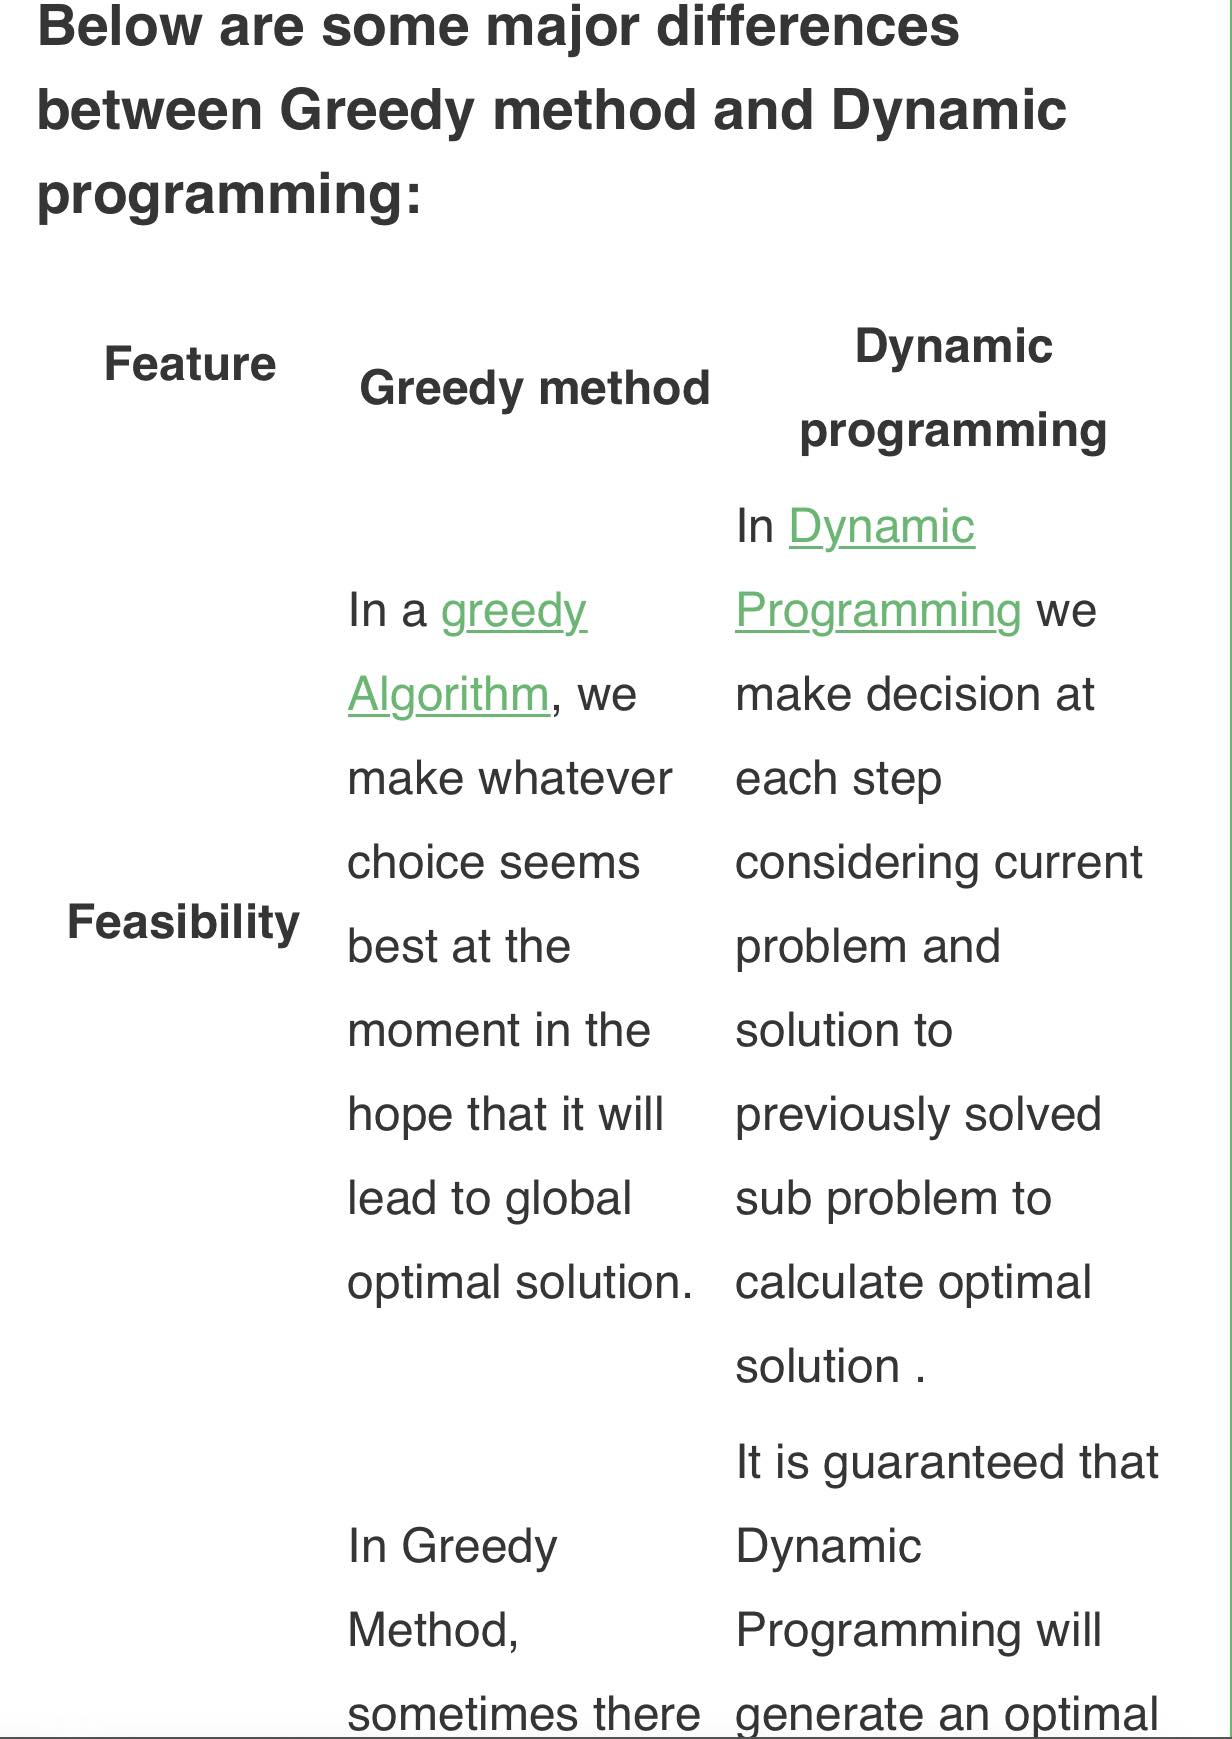 Below are some major differences
between Greedy method and Dynamic
programming:
Feature
Greedy method
Dynamic
programming
Feasibility
In a greedy
Algorithm, we
make whatever
choice seems
best at the
moment in the
hope that it will
lead to global
optimal solution.
In Dynamic
Programming we
make decision at
each step
considering current
problem and
solution to
previously solved
sub problem to
calculate optimal
solution .
In Greedy
Method,
sometimes there
It is guaranteed that
Dynamic
Programming will
generate an optimal